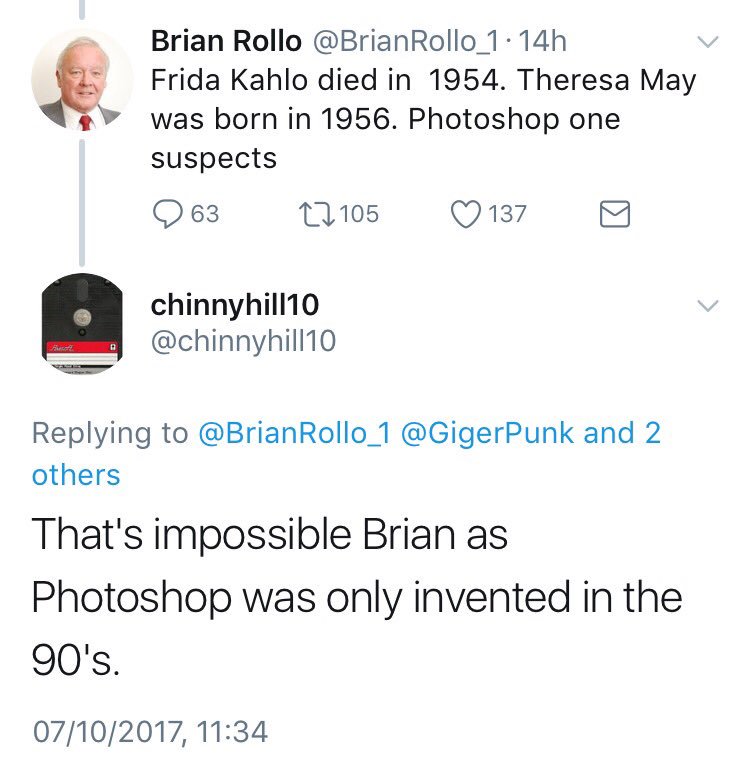 Brian Rollo @BrianRollo_1 · 14h
Frida Kahlo died in 1954. Theresa May
was born in 1956. Photoshop one
suspects
63 105 137
chinnyhill10
@chinnyhill10
Replying to @BrianRollo_1 @GigerPunk and 2
others
That's impossible Brian as
Photoshop was only invented in the
90's.
07/10/2017, 11:34